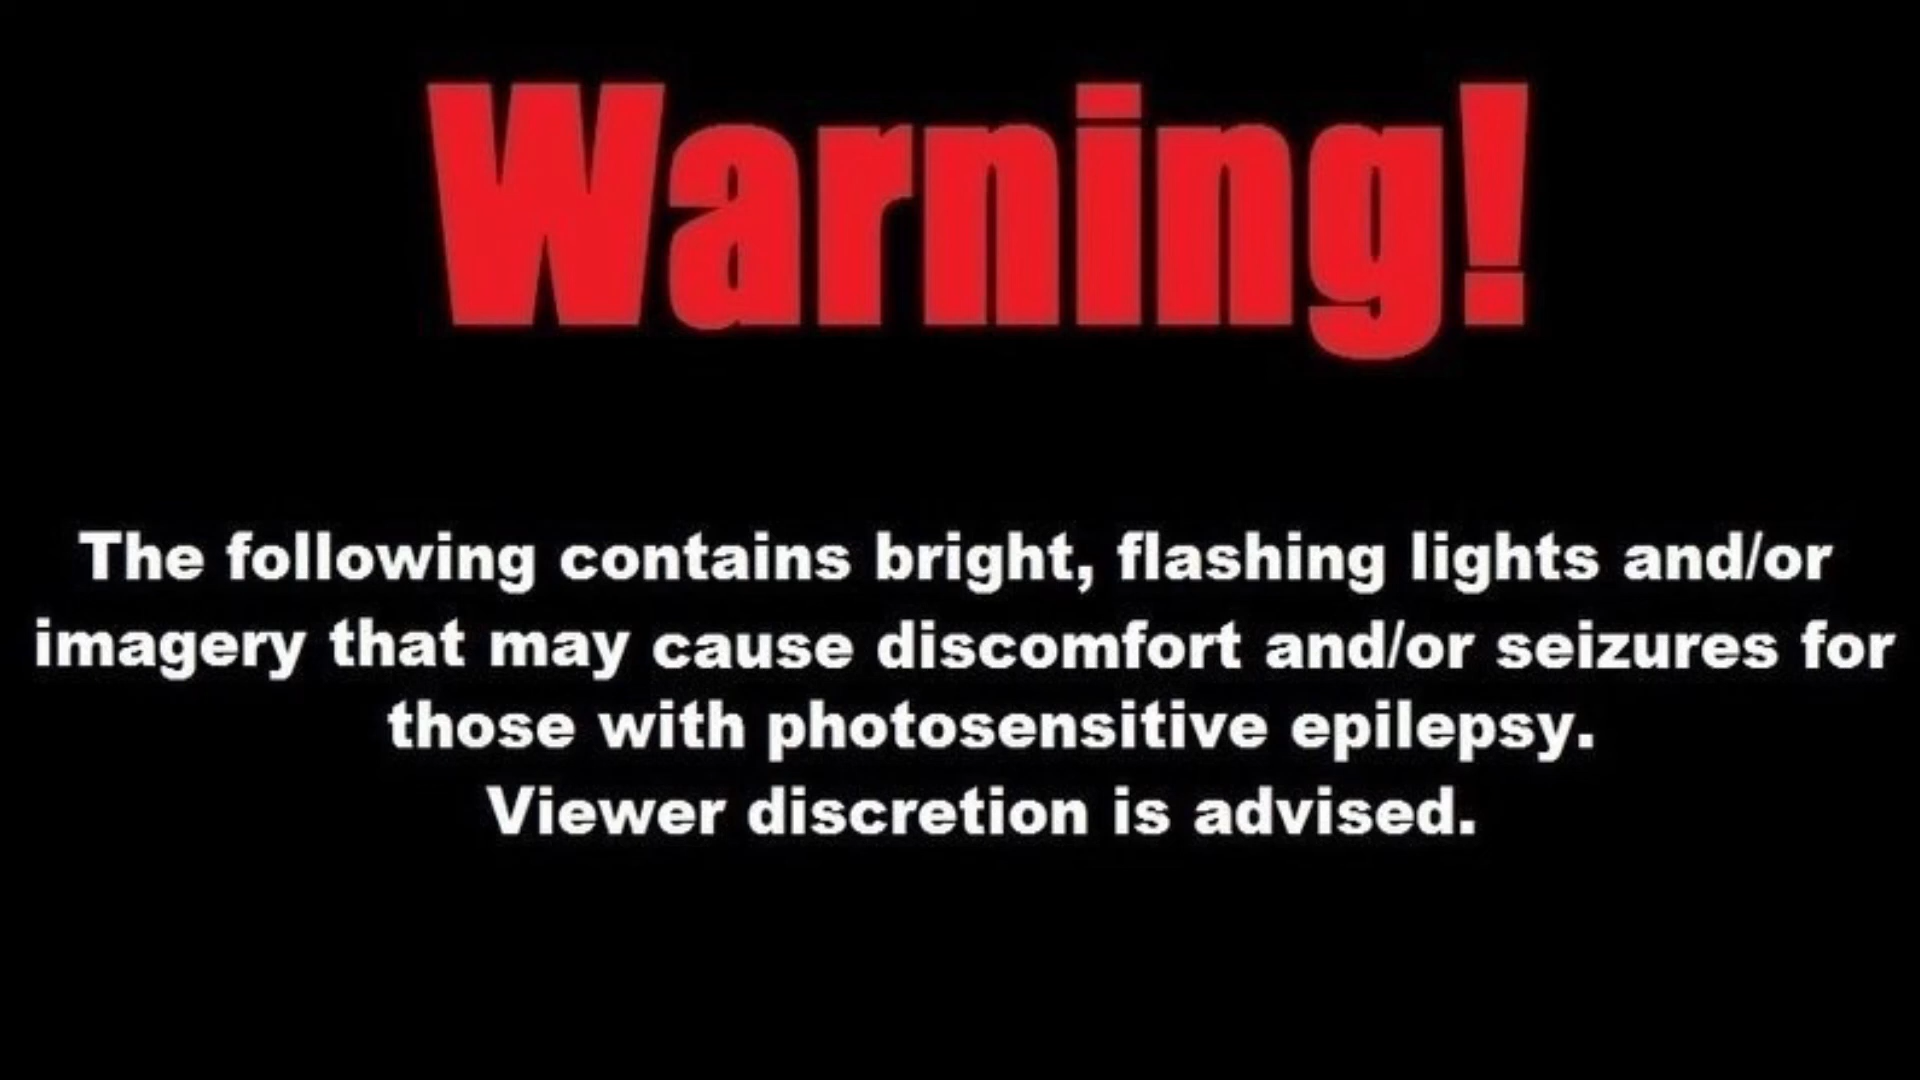 Warning!
The following contains bright, flashing lights and/or
imagery that may cause discomfort and/or seizures for
those with photosensitive epilepsy.
Viewer discretion is advised.